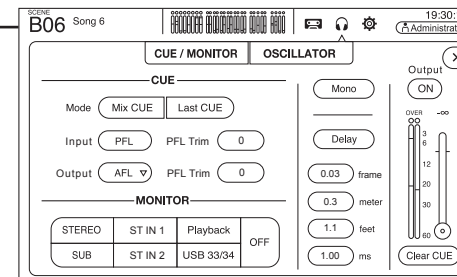 SCENE
B06 Song 6
19:30:
Administrat
CUE / MONITOR OSCILLATOR
CUE
Mode Mix CUE Last CUE
Input PFL PFL Trim 0
Output AFL PFL Trim 0
MONITOR
STEREO ST IN 1 Playback OFF
SUB ST IN 2 USB 33/34
Mono
Delay
0.03 frame
0.3 meter
1.1 feet
1.00 ms
Output
ON
OVER -∞
3
6
12
20
30
60
Clear CUE